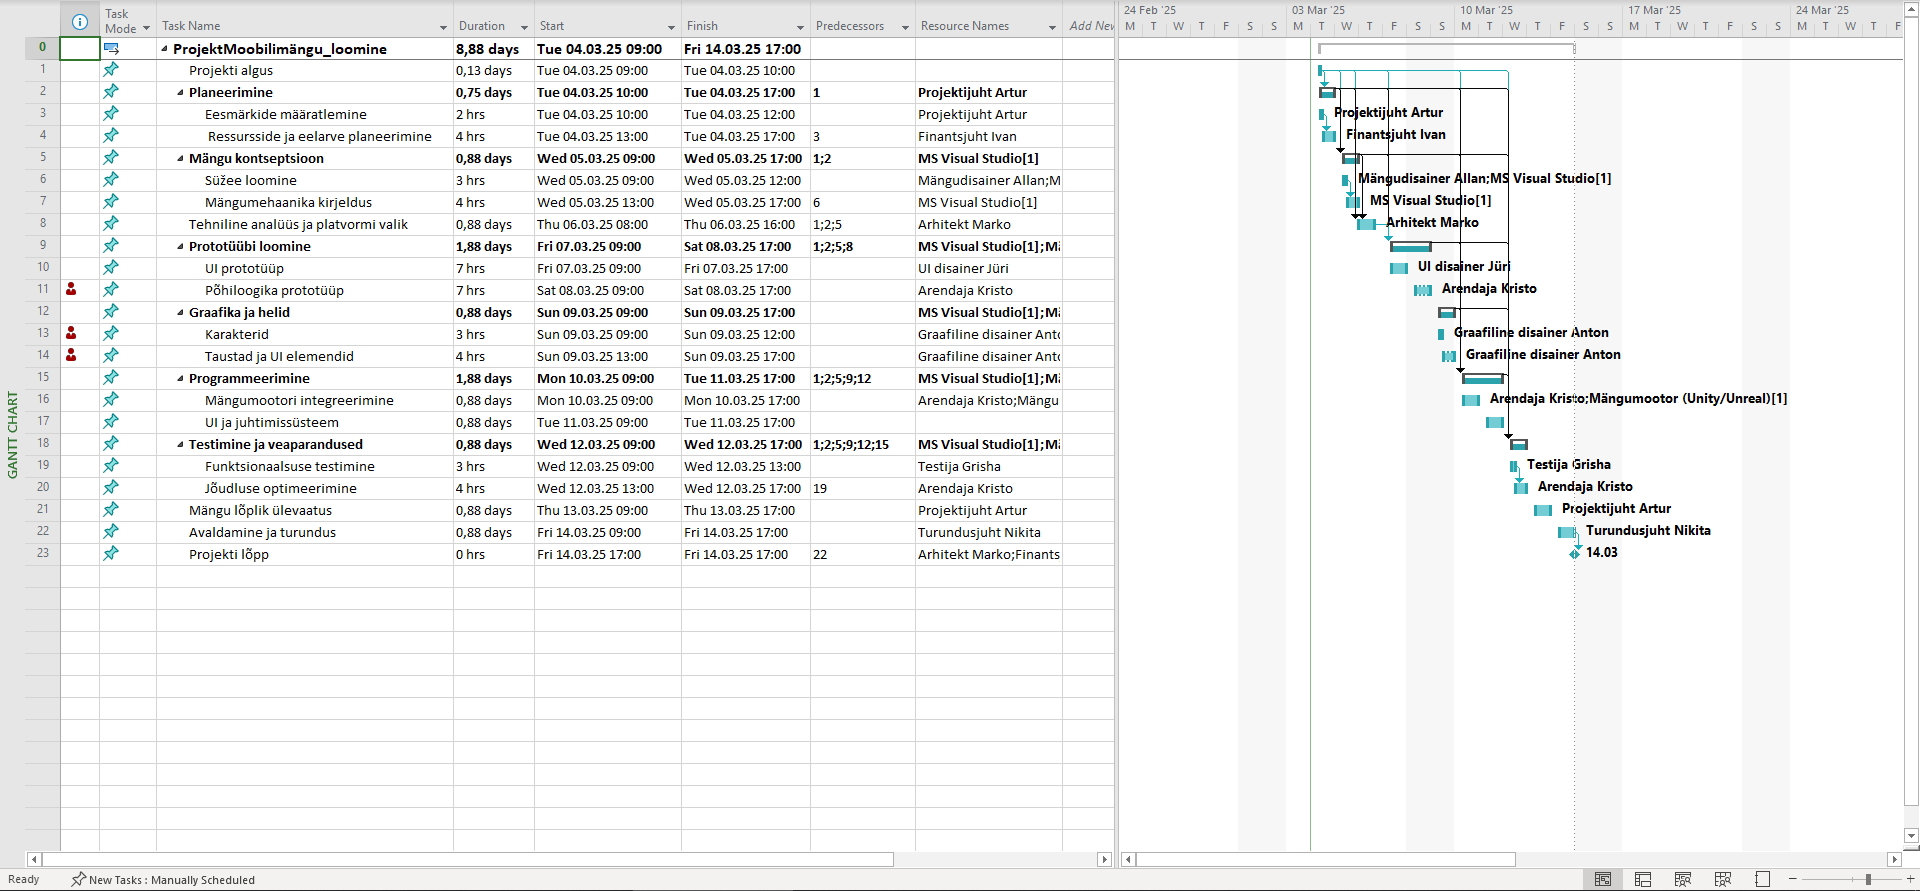 24 Feb '25 03 Mar '25 10 Mar '25 17 Mar '25 24 Mar '25
Task Mode Task Name Duration Start Finish Predecessors Resource Names Add New M T W T F S S M T W T F S S M T W T F S S M T W T F S S M T W T F
0 ProjektMoobilimängu_loomine 8,88 days Tue 04.03.25 09:00 Fri 14.03.25 17:00
1 Projekti algus 0,13 days Tue 04.03.25 09:00 Tue 04.03.25 10:00
2 Planeerimine 0,75 days Tue 04.03.25 10:00 Tue 04.03.25 17:00 1 Projektijuht Artur
3 Eesmärkide määratlemine 2 hrs Tue 04.03.25 10:00 Tue 04.03.25 12:00 Projektijuht Artur Projektijuht Artur
4 Ressursside ja eelarve planeerimine 4 hrs Tue 04.03.25 13:00 Tue 04.03.25 17:00 3 Finantsjuht Ivan Finantsjuht Ivan
5 Mängu kontseptsioon 0,88 days Wed 05.03.25 09:00 Wed 05.03.25 17:00 1;2 MS Visual Studio[1]
6 Süžee loomine 3 hrs Wed 05.03.25 09:00 Wed 05.03.25 12:00 Mängudisainer Allan;M Mängudisainer Allan;MS Visual Studio[1]
7 Mängumehaanika kirjeldus 4 hrs Wed 05.03.25 13:00 Wed 05.03.25 17:00 6 MS Visual Studio[1] MS Visual Studio[1]
8 Tehniline analüüs ja platvormi valik 0,88 days Thu 06.03.25 08:00 Thu 06.03.25 16:00 1;2;5 Arhitekt Marko Arhitekt Marko
9 Prototüübi loomine 1,88 days Fri 07.03.25 09:00 Sat 08.03.25 17:00 1;2;5;8 MS Visual Studio[1];Mä
10 UI prototüüp 7 hrs Fri 07.03.25 09:00 Fri 07.03.25 17:00 UI disainer Jüri UI disainer Jüri
11 Põhiloogika prototüüp 7 hrs Sat 08.03.25 09:00 Sat 08.03.25 17:00 Arendaja Kristo Arendaja Kristo
12 Graafika ja helid 0,88 days Sun 09.03.25 09:00 Sun 09.03.25 17:00 MS Visual Studio[1];Mä
13 Karakterid 3 hrs Sun 09.03.25 09:00 Sun 09.03.25 12:00 Graafiline disainer Anto Graafiline disainer Anton
14 Taustad ja UI elemendid 4 hrs Sun 09.03.25 13:00 Sun 09.03.25 17:00 Graafiline disainer Anto Graafiline disainer Anton
15 Programmeerimine 1,88 days Mon 10.03.25 09:00 Tue 11.03.25 17:00 1;2;5;9;12 MS Visual Studio[1];Mä
16 Mängumootori integreerimine 0,88 days Mon 10.03.25 09:00 Mon 10.03.25 17:00 Arendaja Kristo;Mängu Arendaja Kristo;Mängumootor (Unity/Unreal)[1]
17 UI ja juhtimissüsteem 0,88 days Tue 11.03.25 09:00 Tue 11.03.25 17:00
18 Testimine ja veaparandused 0,88 days Wed 12.03.25 09:00 Wed 12.03.25 17:00 1;2;5;9;12;15 MS Visual Studio[1];Mä
19 Funktsionaalsuse testimine 3 hrs Wed 12.03.25 09:00 Wed 12.03.25 13:00 Testija Grisha Testija Grisha
20 Jõudluse optimeerimine 4 hrs Wed 12.03.25 13:00 Wed 12.03.25 17:00 19 Arendaja Kristo Arendaja Kristo
21 Mängu lõplik ülevaatus 0,88 days Thu 13.03.25 09:00 Thu 13.03.25 17:00 Projektijuht Artur Projektijuht Artur
22 Avaldamine ja turundus 0,88 days Fri 14.03.25 09:00 Fri 14.03.25 17:00 Turundusjuht Nikita Turundusjuht Nikita
23 Projekti lõpp 0 hrs Fri 14.03.25 17:00 Fri 14.03.25 17:00 22 Arhitekt Marko;Finants 14.03
GANTT CHART
Ready New Tasks : Manually Scheduled